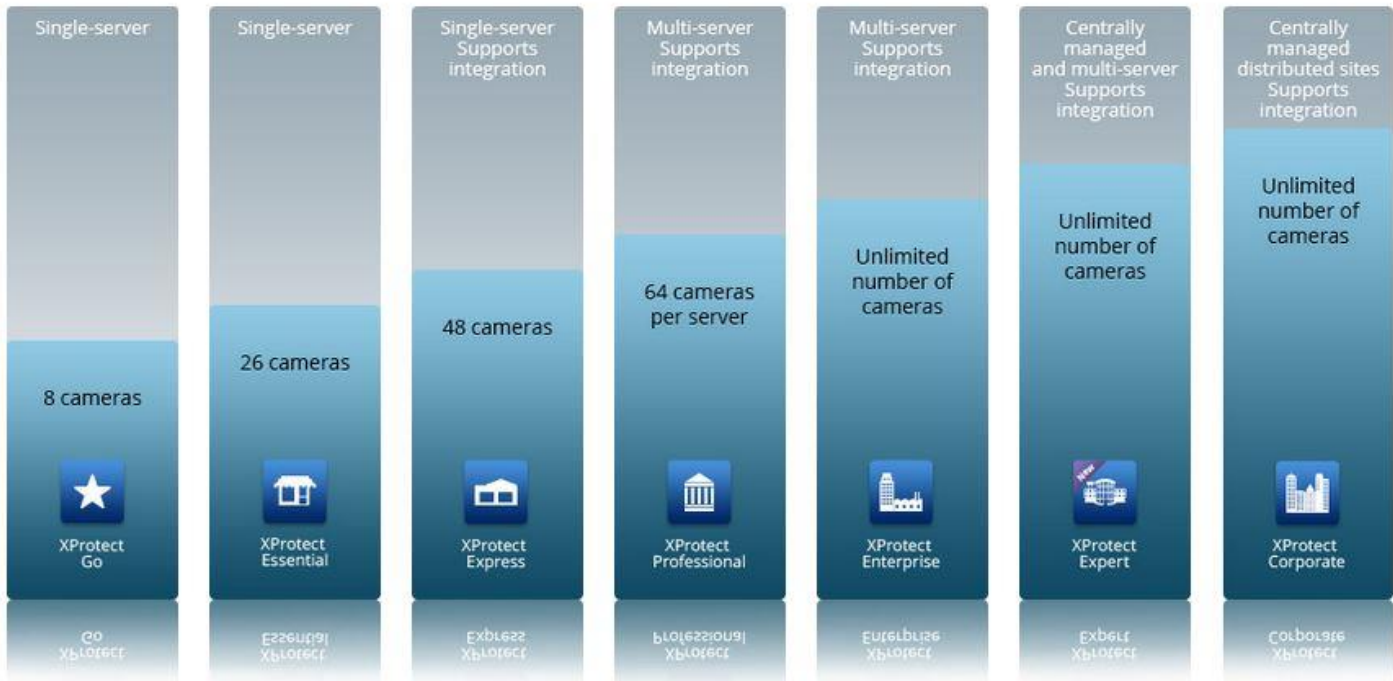 Single-server
8 cameras
XProtect
Go
Single-server
26 cameras
XProtect
Essential
Single-server
Supports
integration
48 cameras
XProtect
Express
Multi-server
Supports
integration
64 cameras
per server
XProtect
Professional
Multi-server
Supports
integration
Unlimited
number of
cameras
XProtect
Enterprise
Centrally
managed
and multi-server
Supports
integration
Unlimited
number of
cameras
New
XProtect
Expert
Centrally
managed
distributed sites
Supports
integration
Unlimited
number of
cameras
XProtect
Corporate